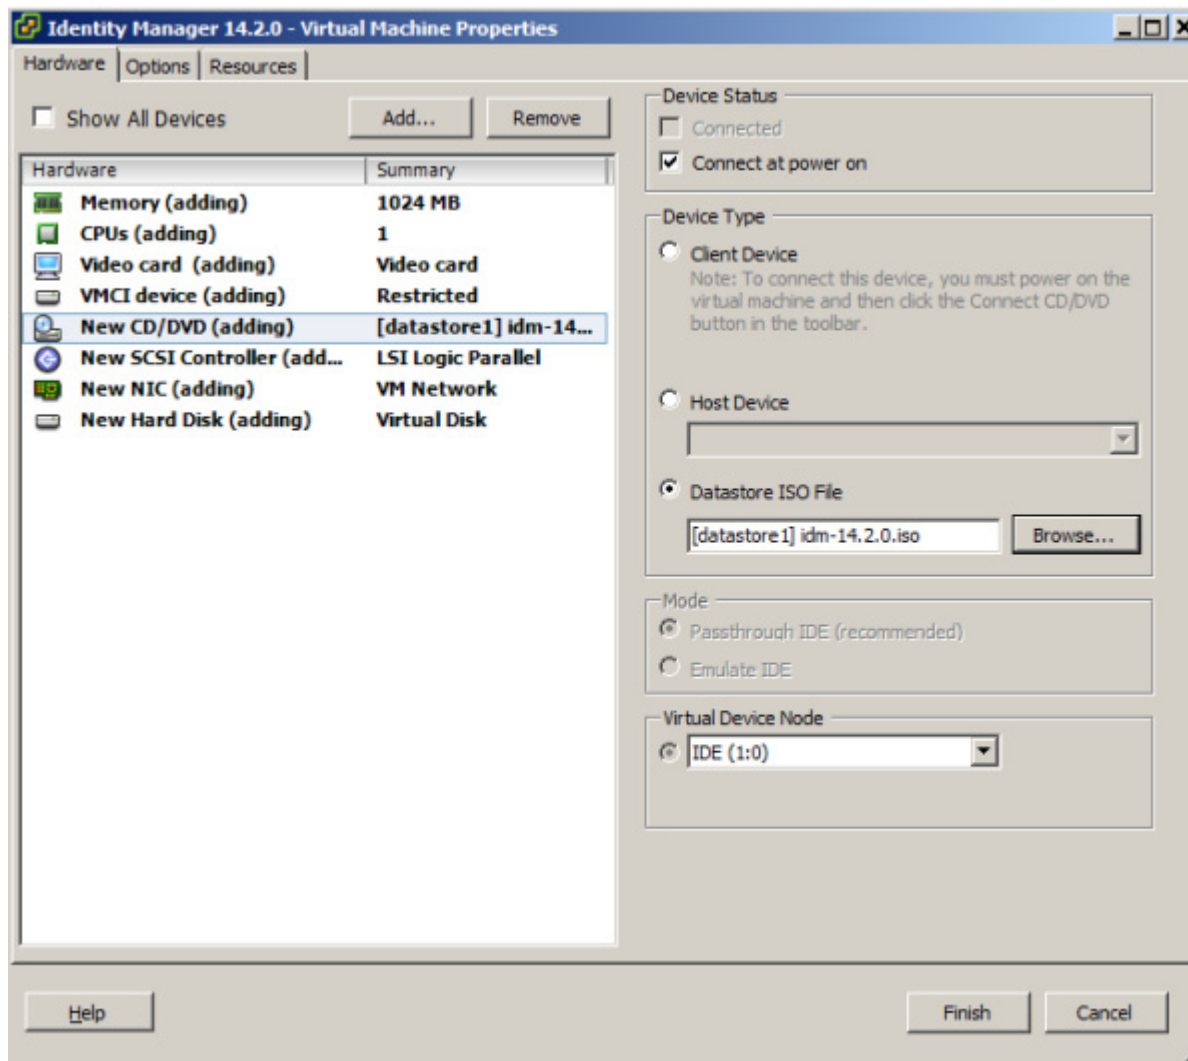 Identity Manager 14.2.0 - Virtual Machine Properties
Hardware Options Resources
Show All Devices Add... Remove
Hardware Summary
Memory (adding) 1024 MB
CPUs (adding) 1
Video card (adding) Video card
VMCI device (adding) Restricted
New CD/DVD (adding) [datastore1] idm-14...
New SCSI Controller (add... LSI Logic Parallel
New NIC (adding) VM Network
New Hard Disk (adding) Virtual Disk
Device Status
Connected
Connect at power on
Device Type
Client Device
Note: To connect this device, you must power on the
virtual machine and then click the Connect CD/DVD
button in the toolbar.
Host Device
Datastore ISO File
[datastore1] idm-14.2.0.iso Browse...
Mode
Passthrough IDE (recommended)
Emulate IDE
Virtual Device Node
IDE (1:0)
Help Finish Cancel